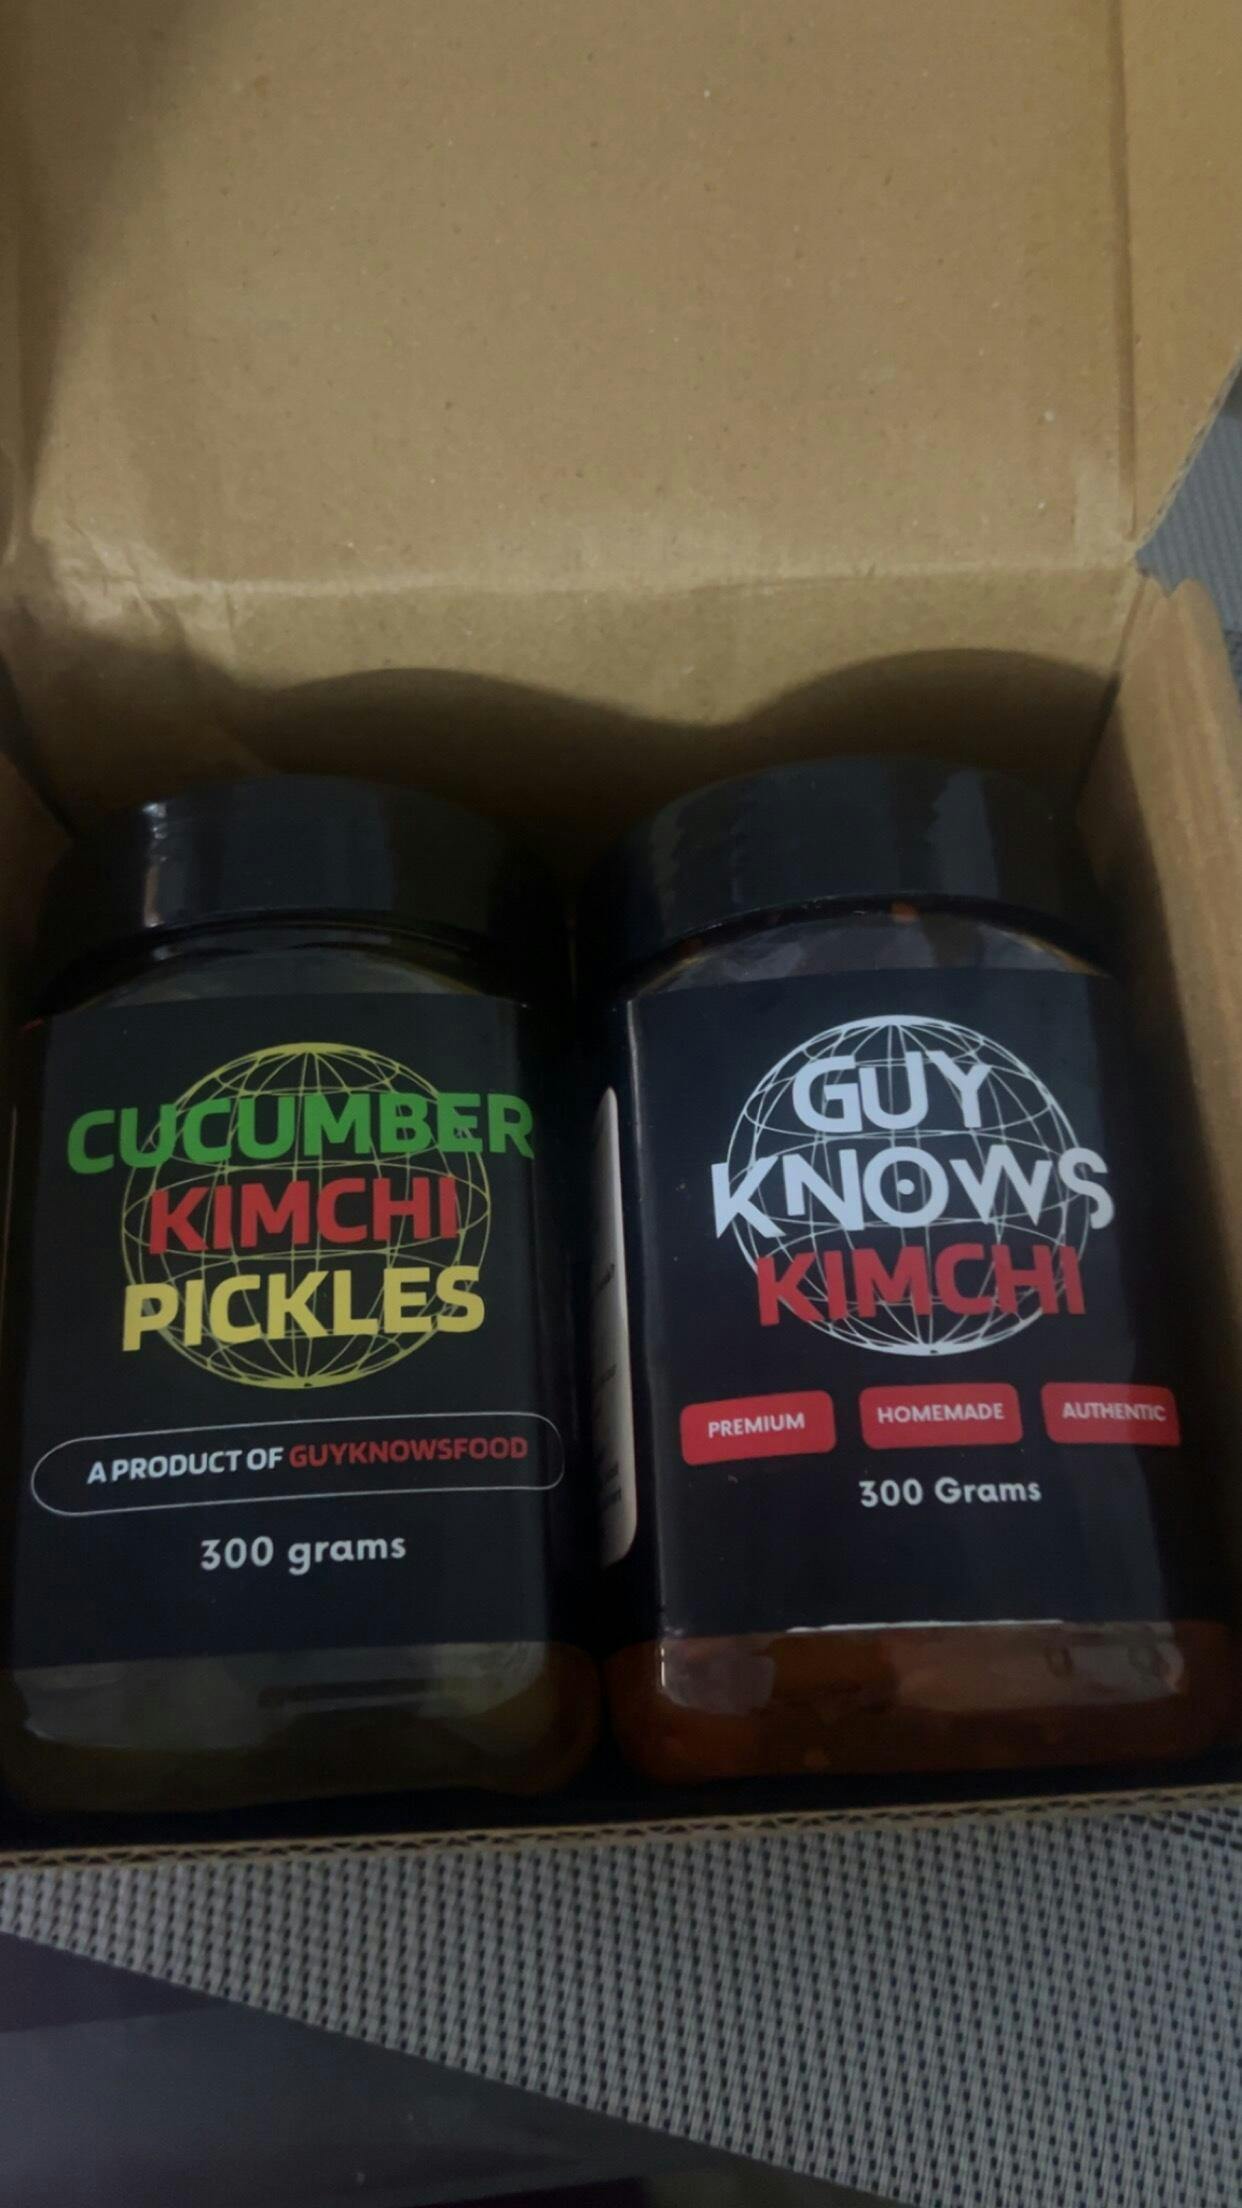 CUCUMBER
KIMCHI
PICKLES
A PRODUCT OF GUYKNOWSFOOD
300 grams
GUY
KNOWS
KIMCHI
PREMIUM
HOMEMADE
AUTHENTIC
300 Grams